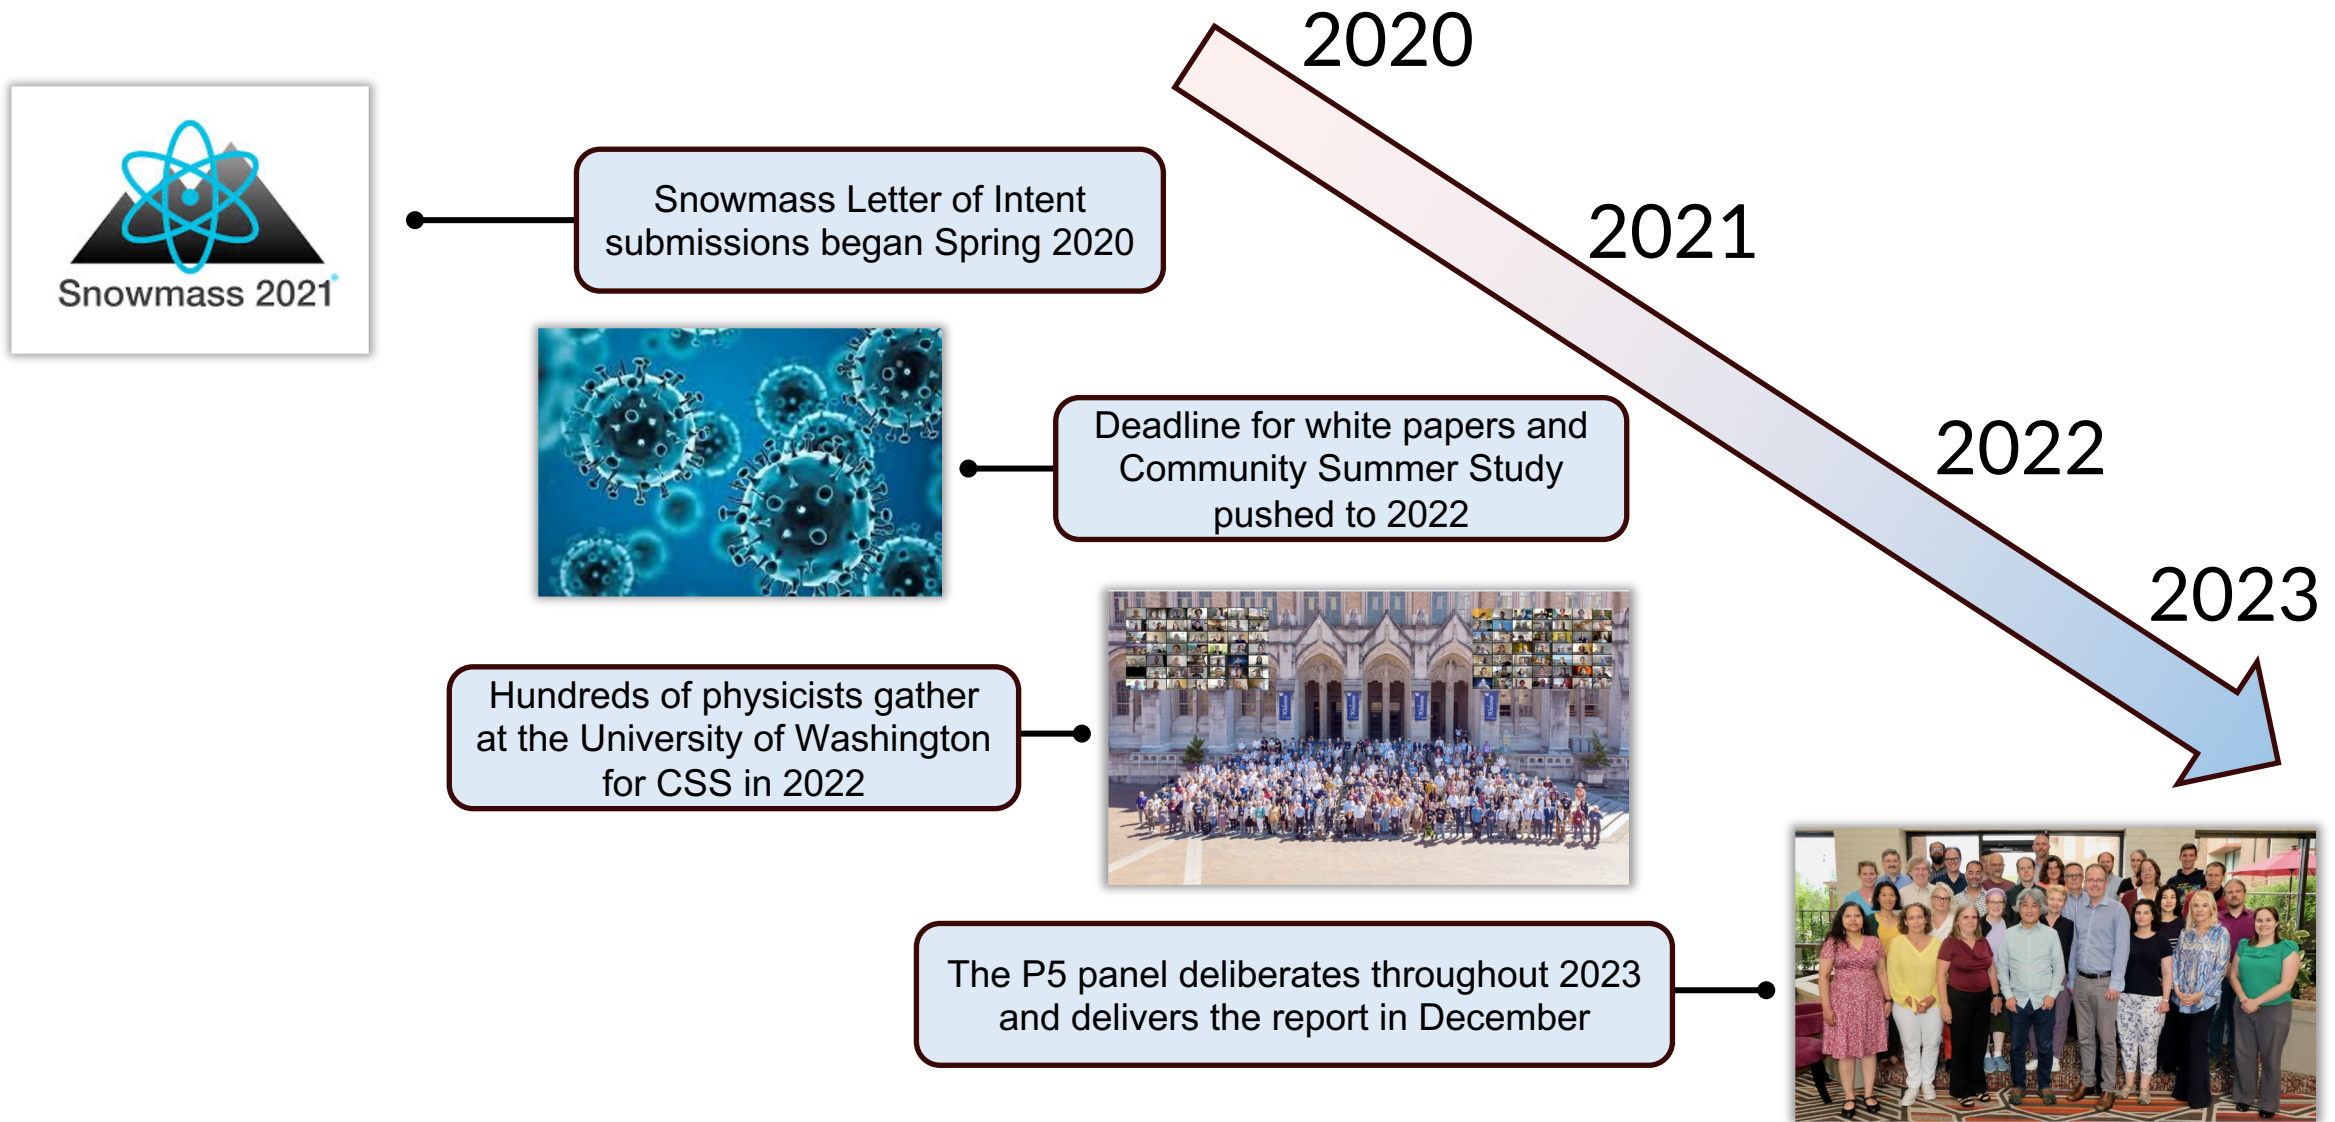 2020
Snowmass 2021
Snowmass Letter of Intent
submissions began Spring 2020
2021
Deadline for white papers and
Community Summer Study
pushed to 2022
2022
2023
Hundreds of physicists gather
at the University of Washington
for CSS in 2022
The P5 panel deliberates throughout 2023
and delivers the report in December